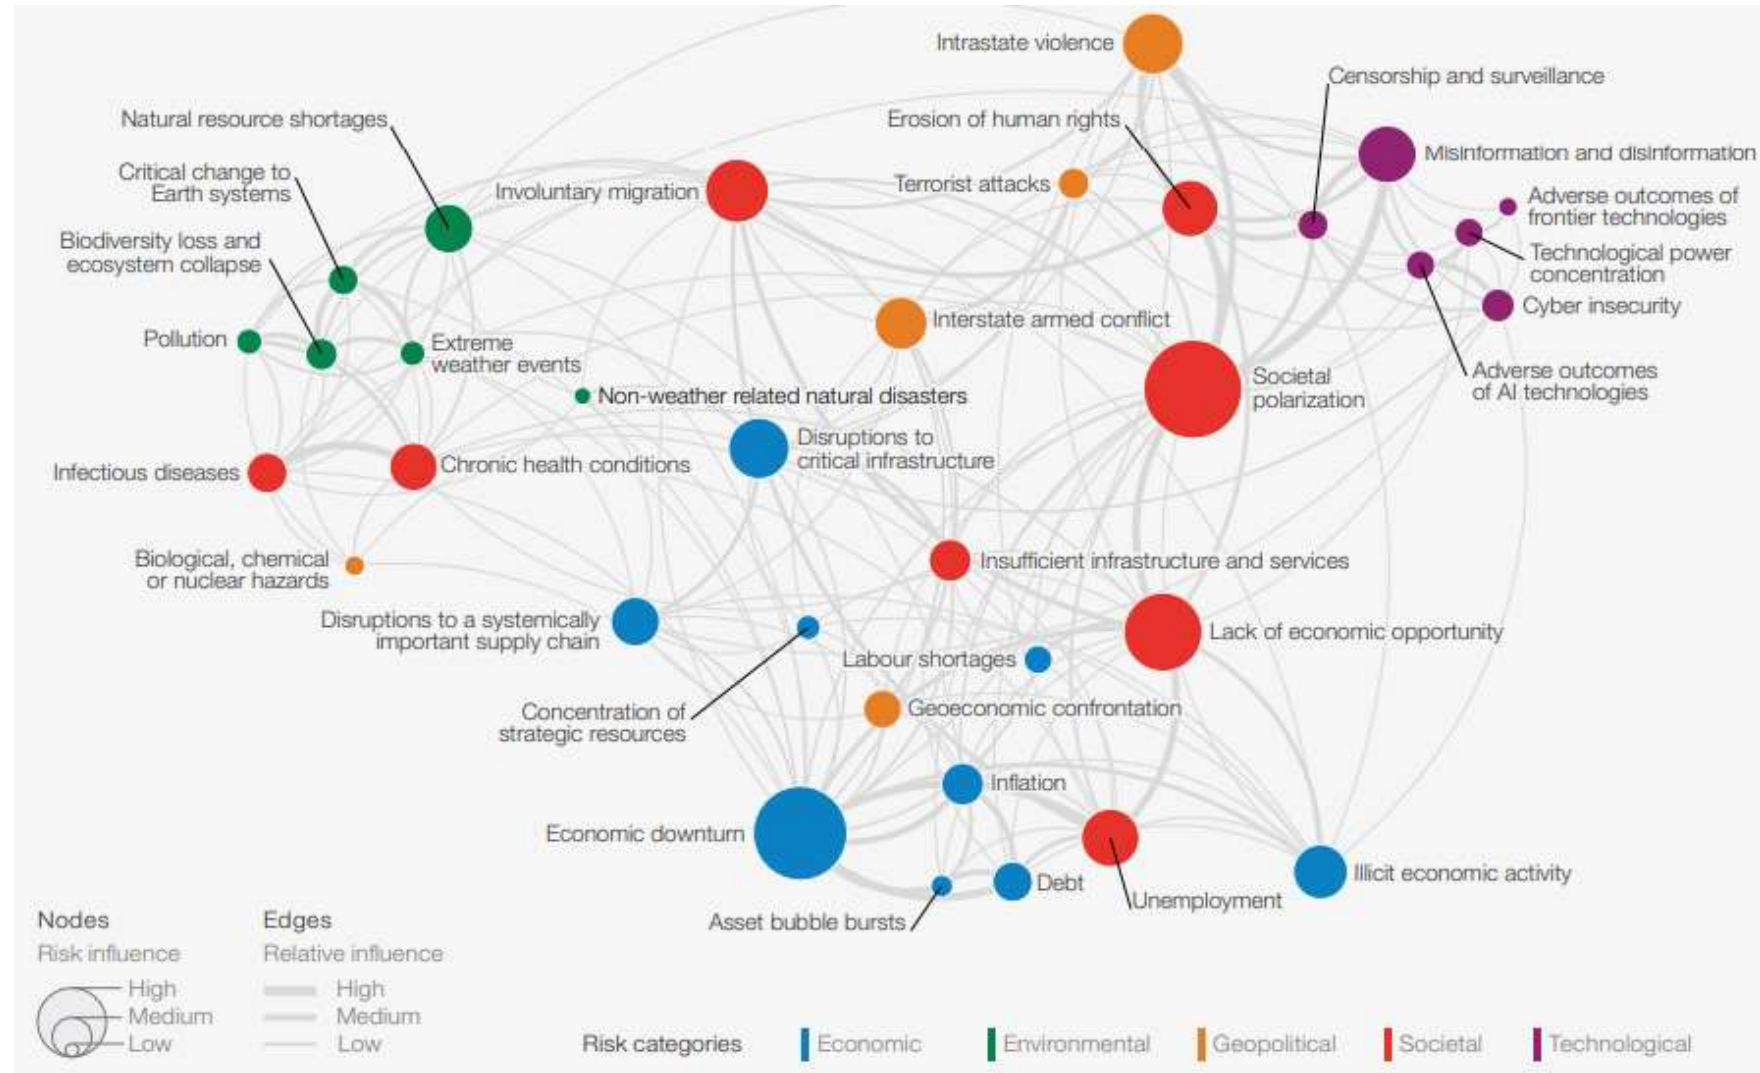 Intrastate violence
Censorship and surveillance
Natural resource shortages
Erosion of human rights
Misinformation and disinformation
Critical change to
Earth systems
Involuntary migration
Terrorist attacks
Adverse outcomes of
frontier technologies
Biodiversity loss and
ecosystem collapse
Technological power
concentration
Cyber insecurity
Interstate armed conflict
Pollution
Extreme
weather events
Adverse outcomes
of AI technologies
Societal
polarization
Non-weather related natural disasters
Disruptions to
critical infrastructure
Infectious diseases
Chronic health conditions
Biological, chemical
or nuclear hazards
Insufficient infrastructure and services
Disruptions to a systemically
important supply chain
Lack of economic opportunity
Labour shortages
Concentration of
strategic resources
Geoeconomic confrontation
Inflation
Economic downturn
Illicit economic activity
Debt
Unemployment
Asset bubble bursts
Nodes
Risk influence
High
Medium
Low
Edges
Relative influence
High
Medium
Low
Risk categories
Economic
Environmental
Geopolitical
Societal
Technological